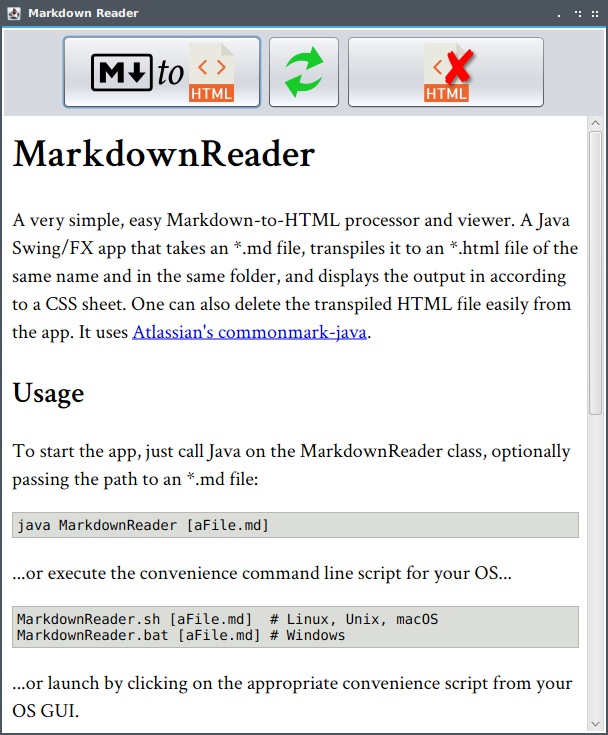 Markdown Reader
M to HTML
HTML
MarkdownReader
A very simple, easy Markdown-to-HTML processor and viewer. A Java
Swing/FX app that takes an *.md file, transpiles it to an *.html file of the
same name and in the same folder, and displays the output in according
to a CSS sheet. One can also delete the transpiled HTML file easily from
the app. It uses Atlassian's commonmark-java.
Usage
To start the app, just call Java on the MarkdownReader class, optionally
passing the path to an *.md file:
java MarkdownReader [aFile.md]
...or execute the convenience command line script for your OS...
MarkdownReader.sh [aFile.md]  # Linux, Unix, macOS
MarkdownReader.bat [aFile.md] # Windows
...or launch by clicking on the appropriate convenience script from your
OS GUI.